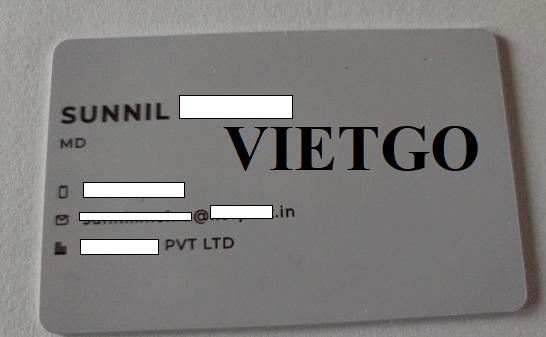 SUNNIL
VIETGO
MD
@
.in
PVT LTD